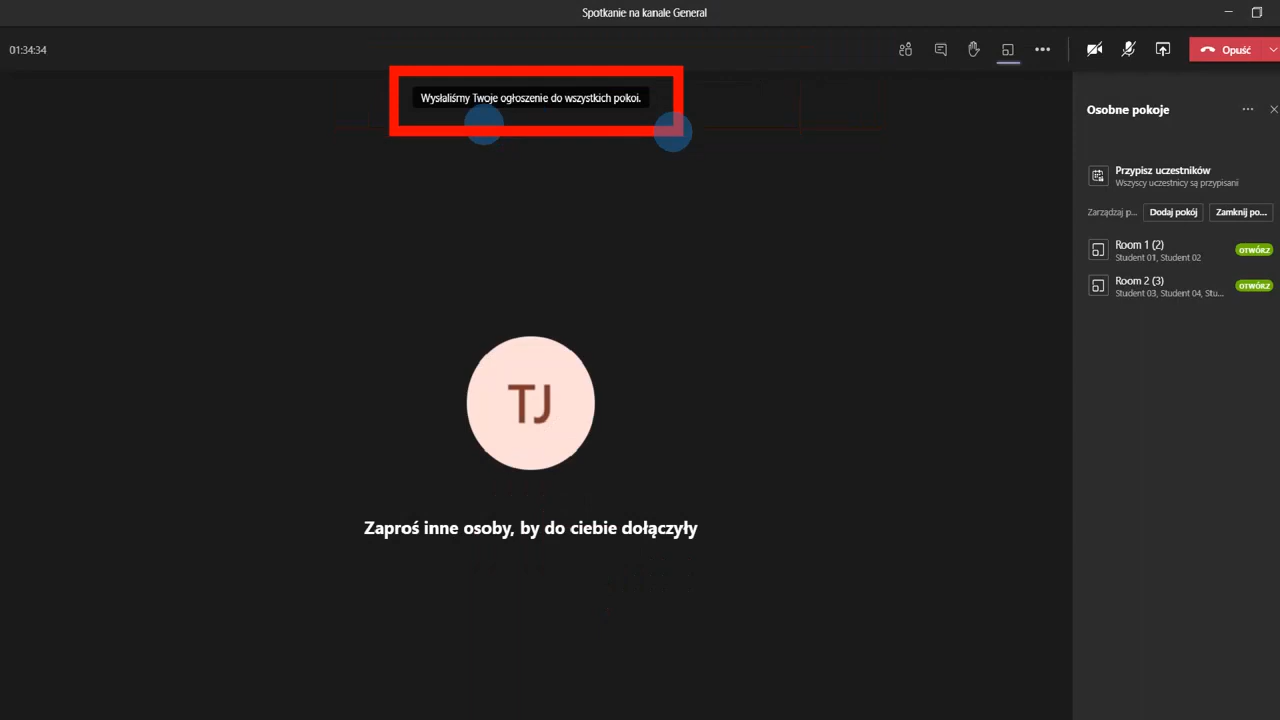 Spotkanie na kanale General
01:34:34
Opuść
Wysłaliśmy Twoje ogłoszenie do wszystkich pokoi.
Osobne pokoje
Przypisz uczestników
Wszyscy uczestnicy są przypisani
Zarządzaj p... Dodaj pokój Zamknij po...
Room 1 (2)
OTWÓRZ
Student 01, Student 02
Room 2 (3)
OTWÓRZ
Student 03, Student 04, Stu...
TJ
Zaproś inne osoby, by do ciebie dołączyły